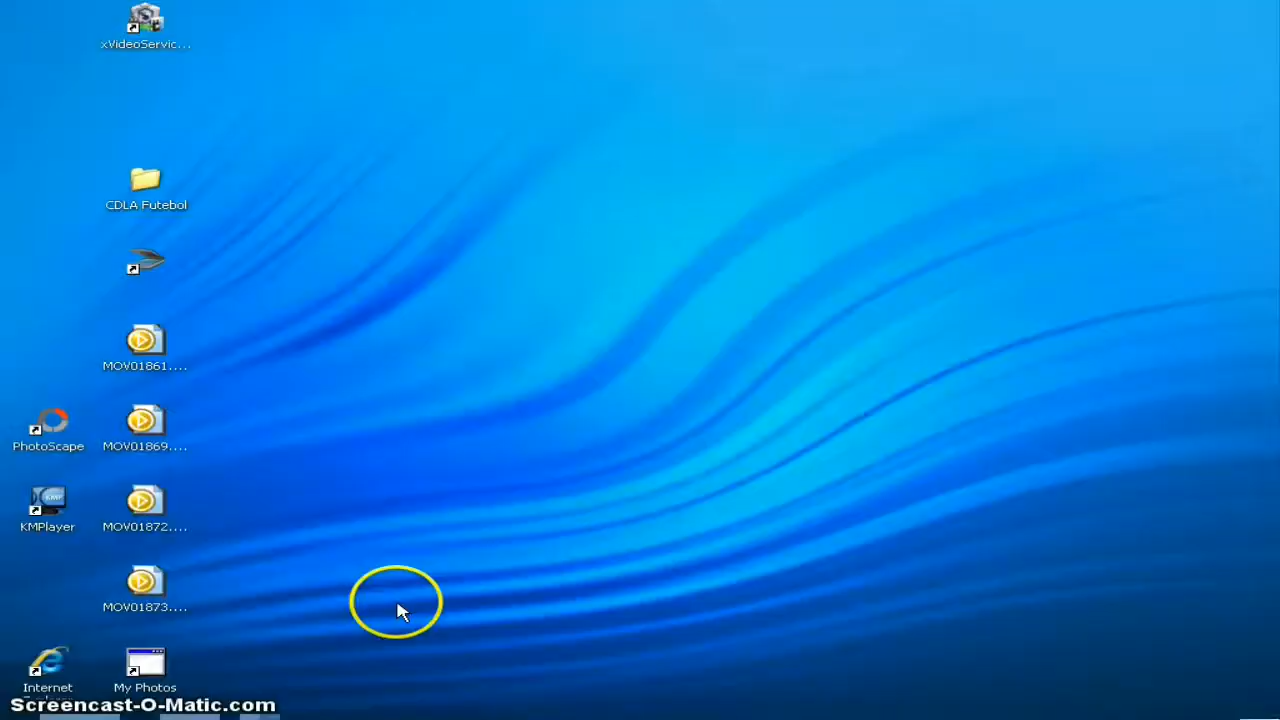 xVideoServic...
CDLA Futebol
MOV01861....
PhotoScape
MOV01869....
KMPlayer
MOV01872....
MOV01873....
Internet
My Photos
Screencast-O-Matic.com